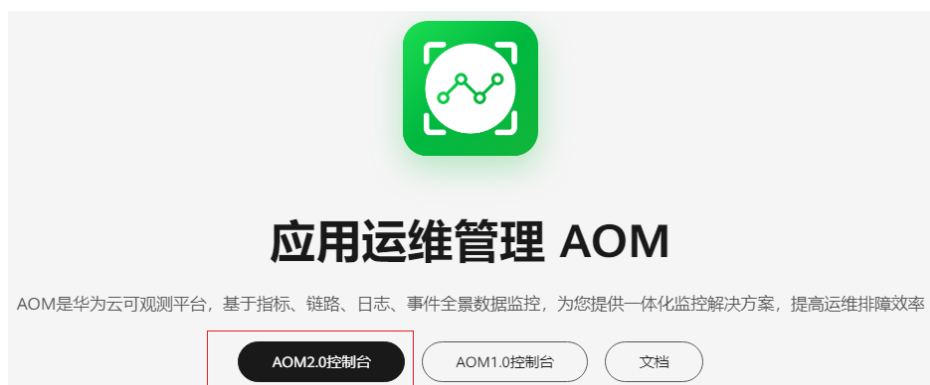 应用运维管理 AOM
AOM是华为云可观测平台，基于指标、链路、日志、事件全景数据监控，为您提供一体化监控解决方案，提高运维排障效率
AOM2.0控制台 AOM1.0控制台 文档